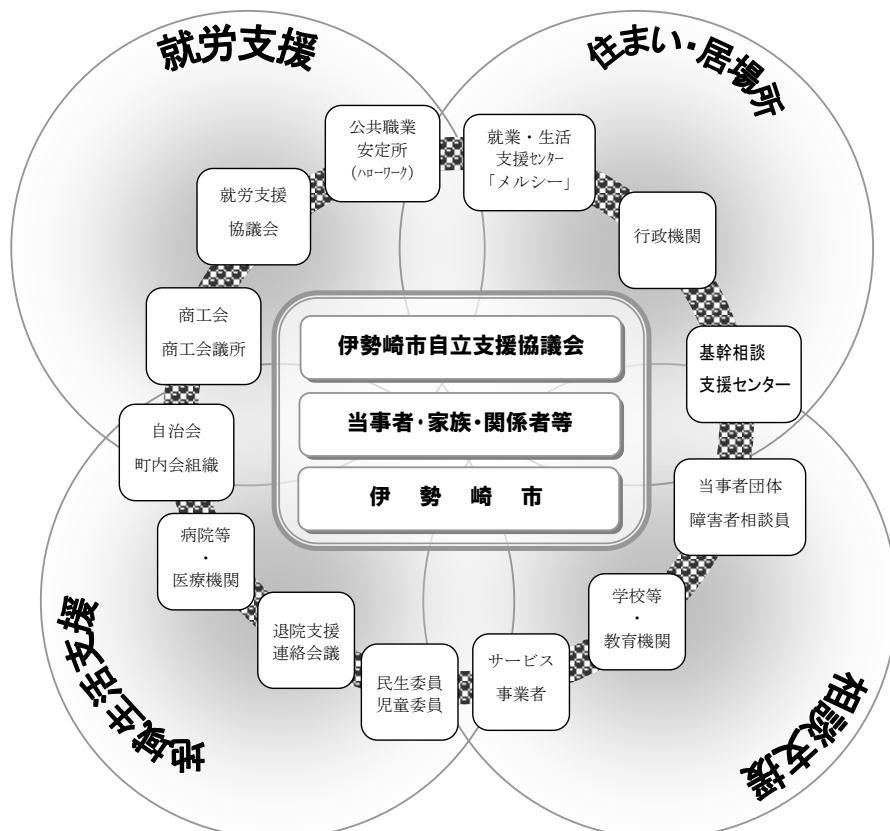 就労支援
住まい・居場所
公共職業
安定所
(ﾊﾛｰﾜｰｸ)
就業・生活
支援ｾﾝﾀｰ
「メルシー」
就労支援
協議会
行政機関
商工会
商工会議所
伊勢崎市自立支援協議会
基幹相談
支援センター
当事者・家族・関係者等
自治会
町内会組織
伊勢崎市
当事者団体
障害者相談員
病院等
・
医療機関
学校等
・
教育機関
退院支援
連絡会議
民生委員
児童委員
サービス
事業者
地域生活支援
相談支援